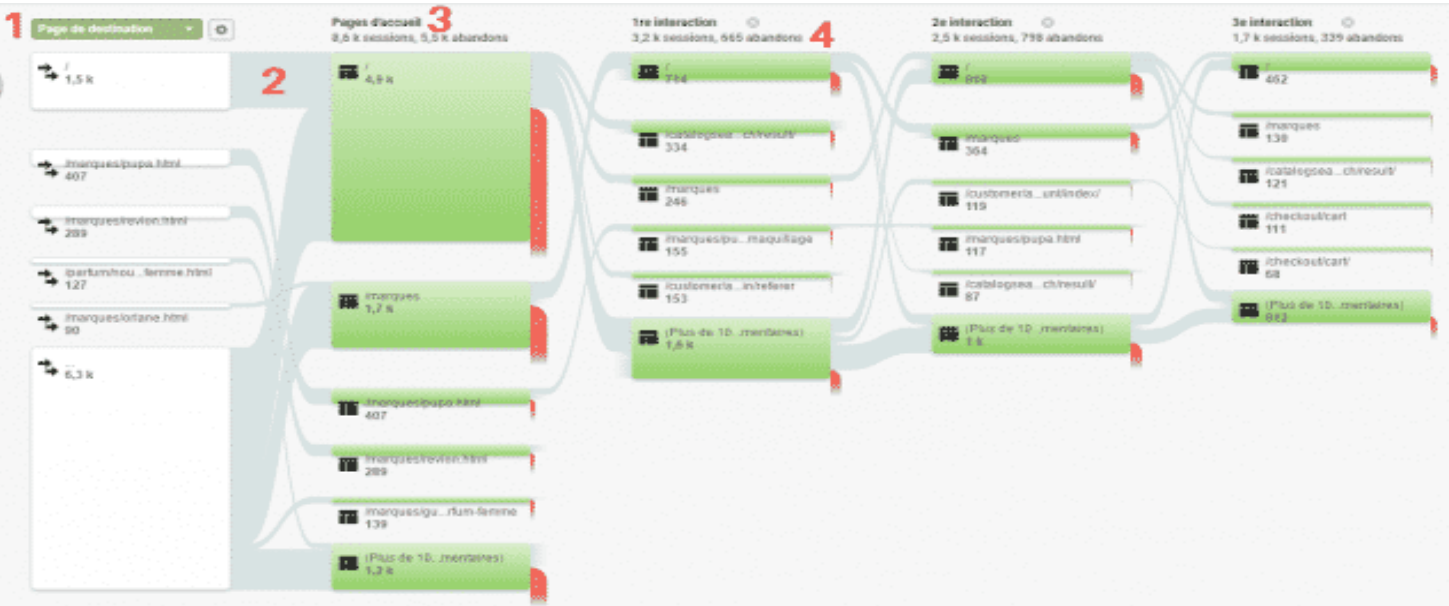 1
Page de destination
/
1,5 k
/marques/pupa.html
407
/marques/revlon.html
289
/parfum/nou...femme.html
127
/marques/orlane.html
90
...
6,3 k
2
Pages d'accueil 3
8,6 k sessions, 5,5 k abandons
/
4,9 k
/marques
1,7 k
/marques/pupa.html
407
/marques/revlon.html
289
/marques/gu...rfum-femme
139
(Plus de 10...mentaires)
1,2 k
1re interaction
3,2 k sessions, 665 abandons 4
/
764
/catalogsea...ch/result/
334
/marques
246
/marques/pu...maquillage
155
/customer/a...in/referer
153
(Plus de 10...mentaires)
1,6 k
2e interaction
2,5 k sessions, 798 abandons
/
/marques
364
/customer/a...unt/index/
119
/marques/pupa.html
117
/catalogsea...ch/result/
87
(Plus de 10...mentaires)
1 k
3e interaction
1,7 k sessions, 339 abandons
/
462
/marques
130
/catalogsea...ch/result/
121
/checkout/cart
111
/checkout/cart/
68
(Plus de 10...mentaires)